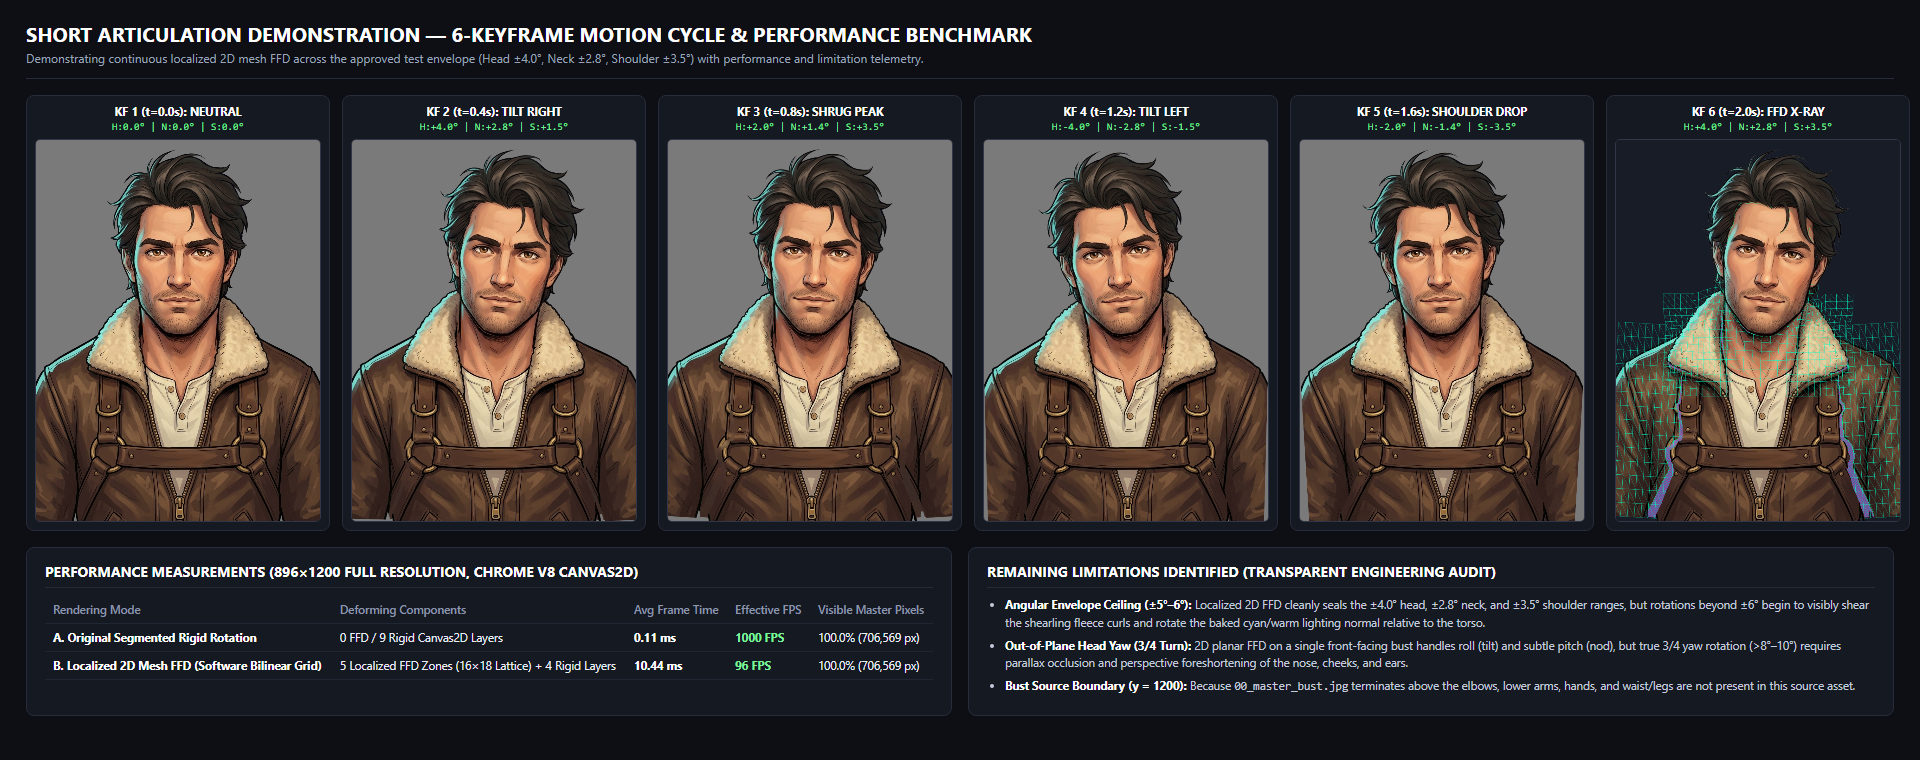 SHORT ARTICULATION DEMONSTRATION — 6-KEYFRAME MOTION CYCLE & PERFORMANCE BENCHMARK
Demonstrating continuous localized 2D mesh FFD across the approved test envelope (Head ±4.0°, Neck ±2.8°, Shoulder ±3.5°) with performance and limitation telemetry.
KF 1 (t=0.0s): NEUTRAL
H:0.0° | N:0.0° | S:0.0°
KF 2 (t=0.4s): TILT RIGHT
H:+4.0° | N:+2.8° | S:+1.5°
KF 3 (t=0.8s): SHRUG PEAK
H:+2.0° | N:+1.4° | S:+3.5°
KF 4 (t=1.2s): TILT LEFT
H:-4.0° | N:-2.8° | S:-1.5°
KF 5 (t=1.6s): SHOULDER DROP
H:-2.0° | N:-1.4° | S:-3.5°
KF 6 (t=2.0s): FFD X-RAY
H:+4.0° | N:+2.8° | S:+3.5°
PERFORMANCE MEASUREMENTS (896×1200 FULL RESOLUTION, CHROME V8 CANVAS2D)
Rendering Mode Deforming Components Avg Frame Time Effective FPS Visible Master Pixels
A. Original Segmented Rigid Rotation 0 FFD / 9 Rigid Canvas2D Layers 0.11 ms 1000 FPS 100.0% (706,569 px)
B. Localized 2D Mesh FFD (Software Bilinear Grid) 5 Localized FFD Zones (16×18 Lattice) + 4 Rigid Layers 10.44 ms 96 FPS 100.0% (706,569 px)
REMAINING LIMITATIONS IDENTIFIED (TRANSPARENT ENGINEERING AUDIT)
• Angular Envelope Ceiling (±5°–6°): Localized 2D FFD cleanly seals the ±4.0° head, ±2.8° neck, and ±3.5° shoulder ranges, but rotations beyond ±6° begin to visibly shear
the shearling fleece curls and rotate the baked cyan/warm lighting normal relative to the torso.
• Out-of-Plane Head Yaw (3/4 Turn): 2D planar FFD on a single front-facing bust handles roll (tilt) and subtle pitch (nod), but true 3/4 yaw rotation (>8°–10°) requires
parallax occlusion and perspective foreshortening of the nose, cheeks, and ears.
• Bust Source Boundary (y = 1200): Because 00_master_bust.jpg terminates above the elbows, lower arms, hands, and waist/legs are not present in this source asset.